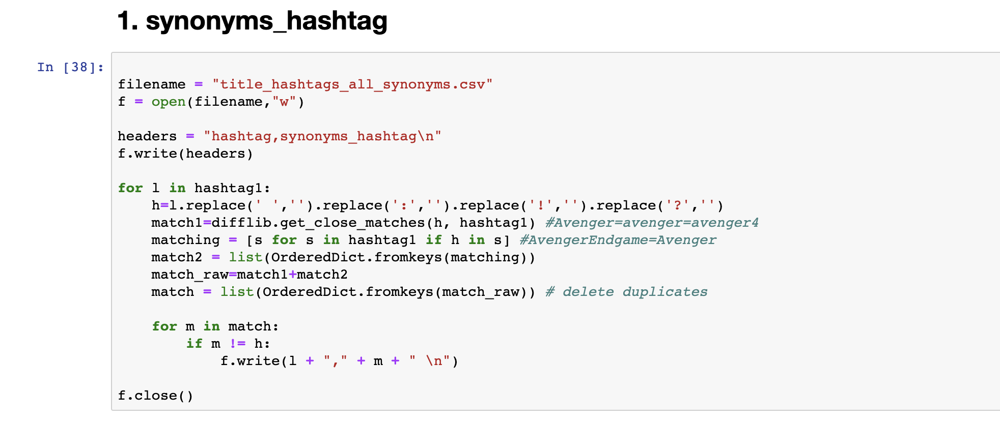 1. synonyms_hashtag
In [38]:
filename = "title_hashtags_all_synonyms.csv"
f = open(filename,"w")
headers = "hashtag,synonyms_hashtag\n"
f.write(headers)
for l in hashtag1:
    h=l.replace(' ','').replace(':','').replace('!','').replace('?','')
    match1=difflib.get_close_matches(h, hashtag1) #Avenger=avenger=avenger4
    matching = [s for s in hashtag1 if h in s] #AvengerEndgame=Avenger
    match2 = list(OrderedDict.fromkeys(matching))
    match_raw=match1+match2
    match = list(OrderedDict.fromkeys(match_raw)) # delete duplicates
    for m in match:
        if m != h:
            f.write(l + "," + m + " \n")
f.close()